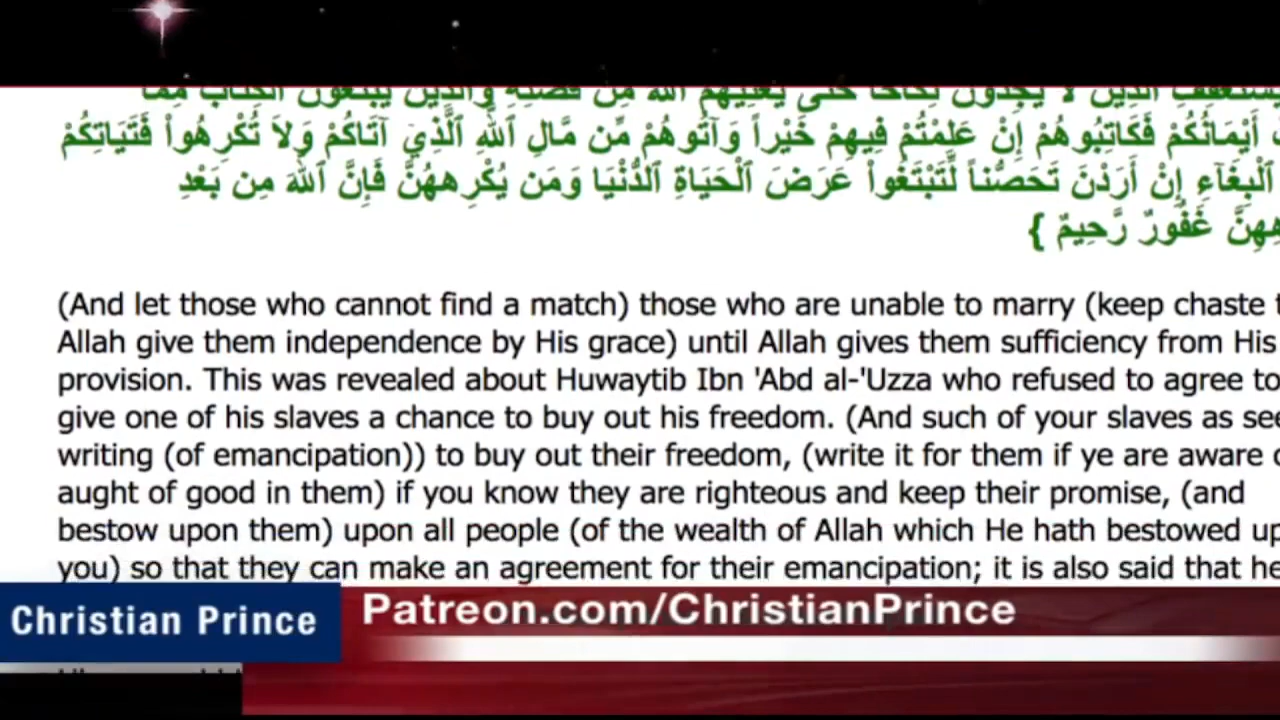 يَجِدُونَ نِكَاحاً حَتَّىٰ يُغْنِيَهُمُ ٱللَّهُ مِن فَضْلِهِ وَٱلَّذِينَ يَبْتَغُونَ ٱلْكِتَابَ مِمَّا
أَيْمَانُكُمْ فَكَاتِبُوهُمْ إِنْ عَلِمْتُمْ فِيهِمْ خَيْراً وَآتُوهُمْ مِّن مَّالِ ٱللَّهِ ٱلَّذِيۤ آتَاكُمْ وَلاَ تُكْرِهُواْ فَتَيَاتِكُمْ
ٱلْبِغَآءِ إِنْ أَرَدْنَ تَحَصُّناً لِّتَبْتَغُواْ عَرَضَ ٱلْحَيَاةِ ٱلدُّنْيَا وَمَن يُكْرِههُّنَّ فَإِنَّ ٱللَّهَ مِن بَعْدِ
غَفُورٌ رَّحِيمٌ }
(And let those who cannot find a match) those who are unable to marry (keep chaste
Allah give them independence by His grace) until Allah gives them sufficiency from His
provision. This was revealed about Huwaytib Ibn 'Abd al-'Uzza who refused to agree to
give one of his slaves a chance to buy out his freedom. (And such of your slaves as
writing (of emancipation)) to buy out their freedom, (write it for them if ye are aware
aught of good in them) if you know they are righteous and keep their promise, (and
bestow upon them) upon all people (of the wealth of Allah which He hath bestowed
you) so that they can make an agreement for their emancipation; it is also said that he
Christian Prince
Patreon.com/ChristianPrince